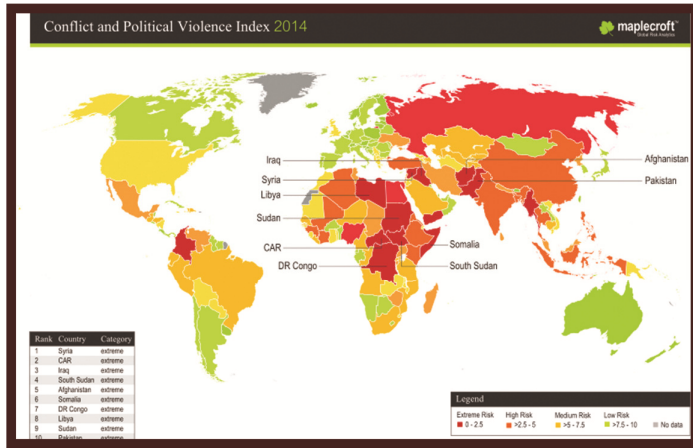 Conflict and Political Violence Index 2014
maplecroft™
Global Risk Analytics
Iraq
Syria
Libya
Sudan
CAR
DR Congo
Afghanistan
Pakistan
Somalia
South Sudan
Rank Country Category
1 Syria extreme
2 CAR extreme
3 Iraq extreme
4 South Sudan extreme
5 Afghanistan extreme
6 Somalia extreme
7 DR Congo extreme
8 Libya extreme
9 Sudan extreme
10 Pakistan extreme
Legend
Extreme Risk High Risk Medium Risk Low Risk
0 - 2.5 >2.5 - 5 >5 - 7.5 >7.5 - 10 No data